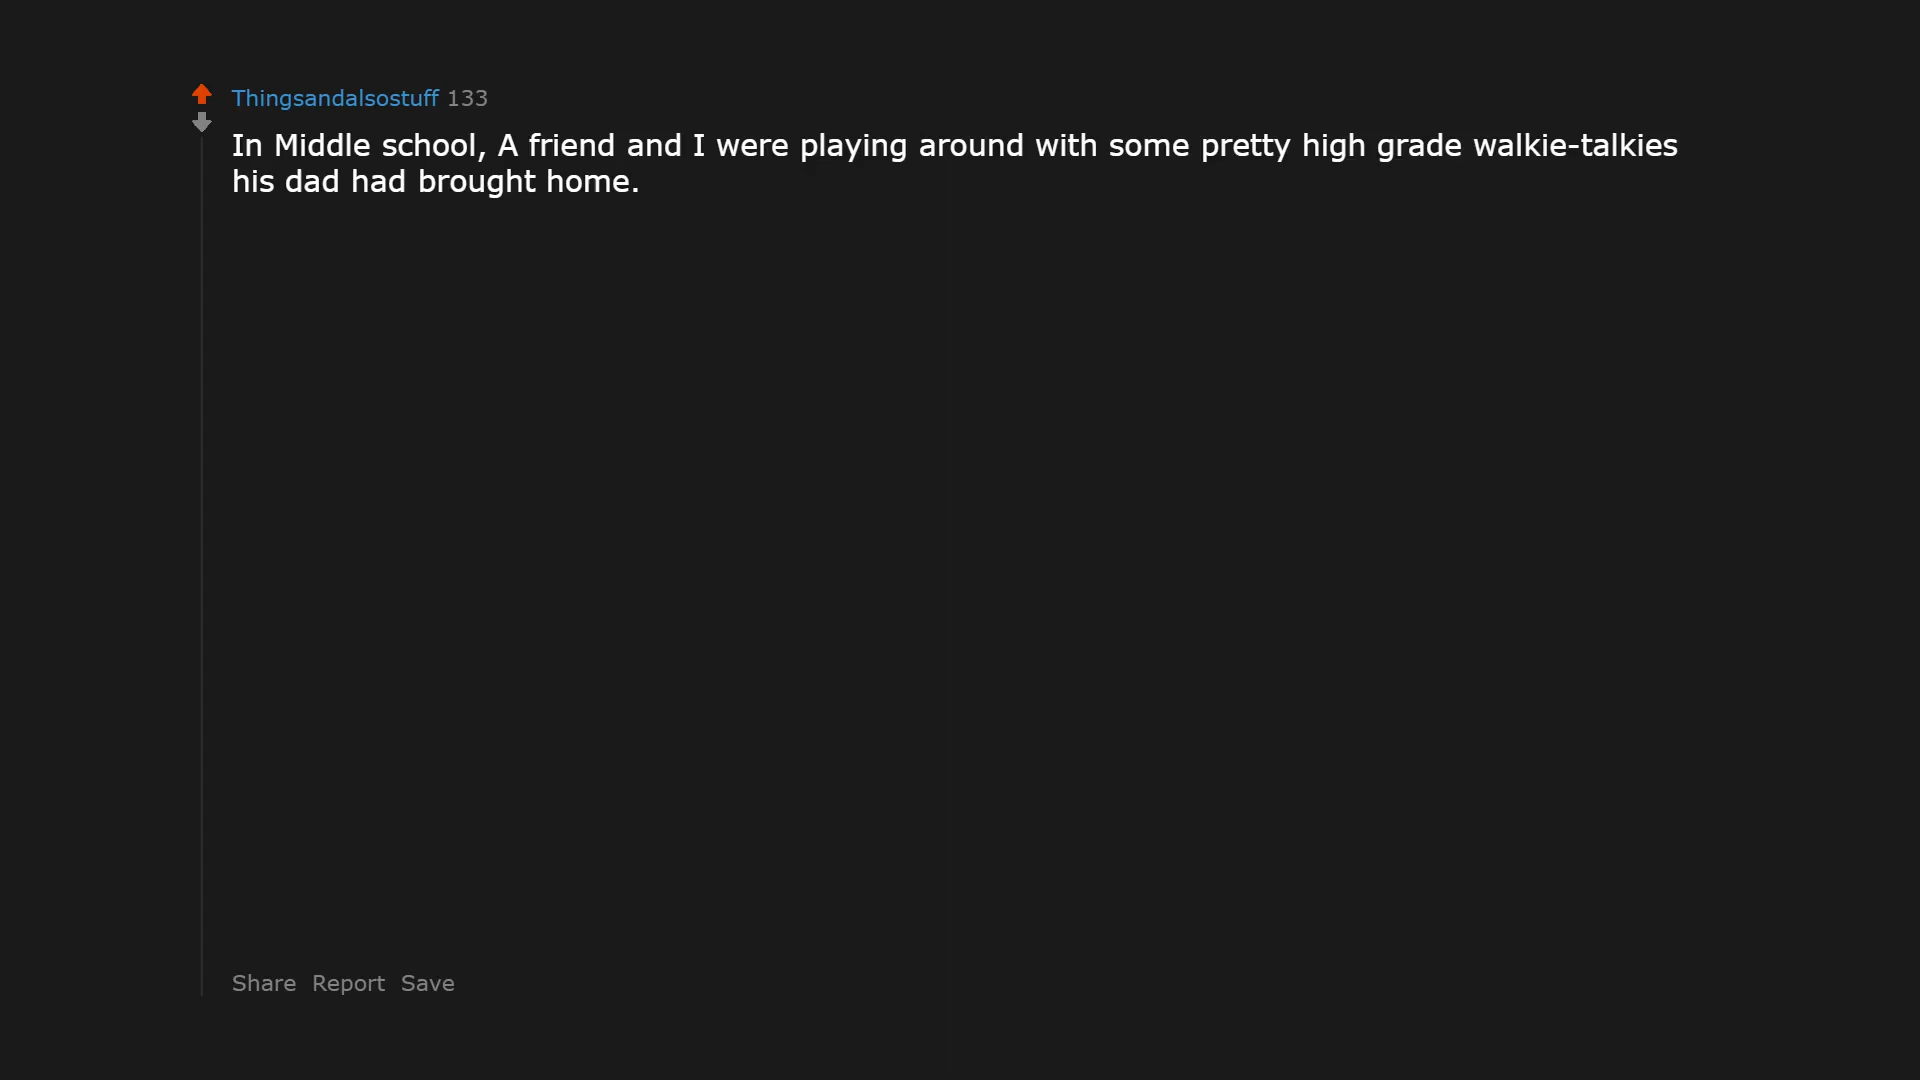 Thingsandalsostuff 133
In Middle school, A friend and I were playing around with some pretty high grade walkie-talkies
his dad had brought home.
Share Report Save